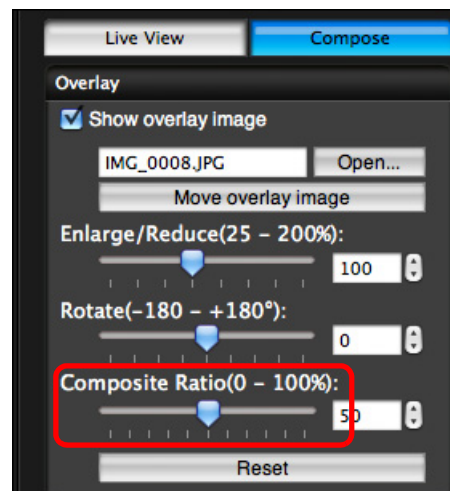 Live View Compose
Overlay
Show overlay image
IMG_0008.JPG Open...
Move overlay image
Enlarge/Reduce(25 – 200%):
100
Rotate(–180 – +180°):
0
Composite Ratio(0 – 100%):
50
Reset